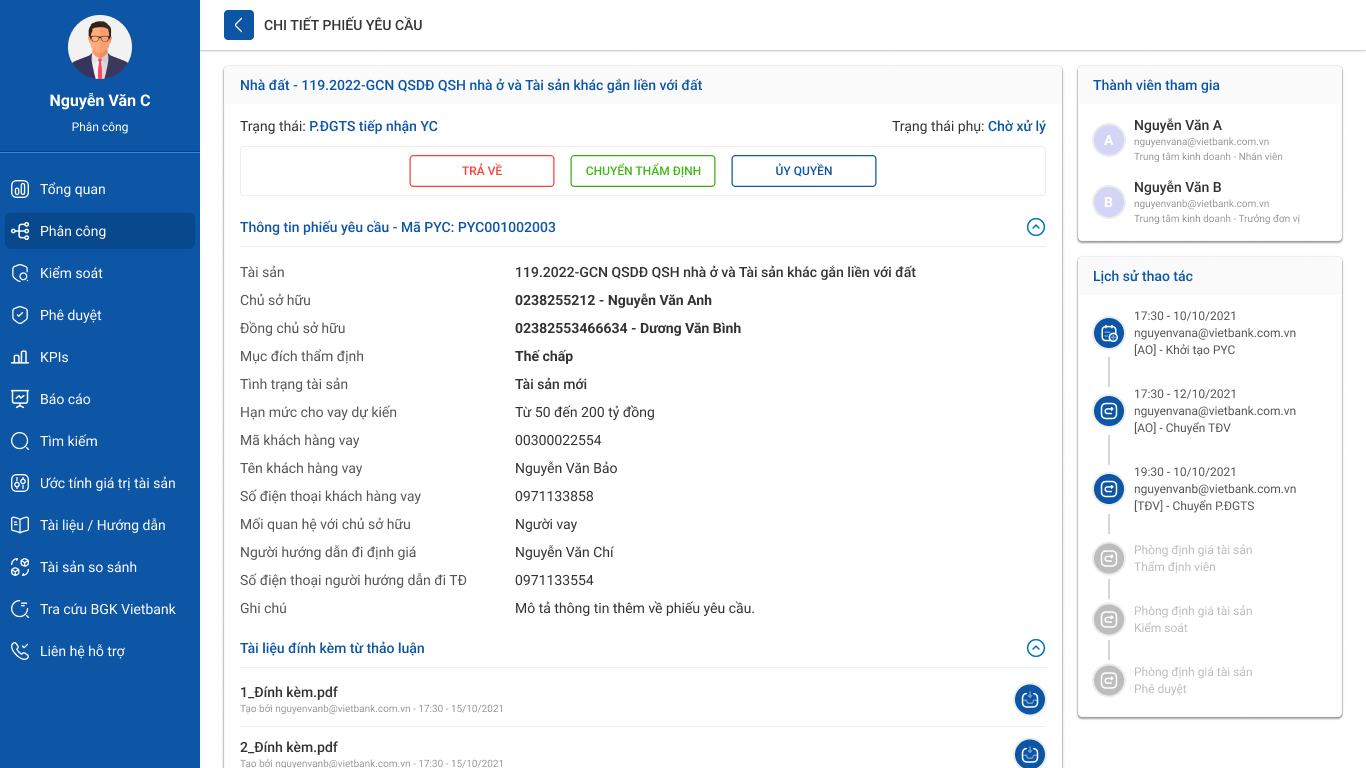 Nguyễn Văn C
Phân công
Tổng quan
Phân công
Kiểm soát
Phê duyệt
KPIs
Báo cáo
Tìm kiếm
Ước tính giá trị tài sản
Tài liệu / Hướng dẫn
Tài sản so sánh
Tra cứu BGK Vietbank
Liên hệ hỗ trợ
CHI TIẾT PHIẾU YÊU CẦU
Nhà đất - 119.2022-GCN QSDĐ QSH nhà ở và Tài sản khác gắn liền với đất
Trạng thái: P.ĐGTS tiếp nhận YC
Trạng thái phụ: Chờ xử lý
TRẢ VỀ
CHUYỂN THẨM ĐỊNH
ỦY QUYỀN
Thông tin phiếu yêu cầu - Mã PYC: PYC001002003
Tài sản 119.2022-GCN QSDĐ QSH nhà ở và Tài sản khác gắn liền với đất
Chủ sở hữu 0238255212 - Nguyễn Văn Anh
Đồng chủ sở hữu 02382553466634 - Dương Văn Bình
Mục đích thẩm định Thế chấp
Tình trạng tài sản Tài sản mới
Hạn mức cho vay dự kiến Từ 50 đến 200 tỷ đồng
Mã khách hàng vay 00300022554
Tên khách hàng vay Nguyễn Văn Bảo
Số điện thoại khách hàng vay 0971133858
Mối quan hệ với chủ sở hữu Người vay
Người hướng dẫn đi định giá Nguyễn Văn Chí
Số điện thoại người hướng dẫn đi TĐ 0971133554
Ghi chú Mô tả thông tin thêm về phiếu yêu cầu.
Tài liệu đính kèm từ thảo luận
1_Đính kèm.pdf
Tạo bởi nguyenvanb@vietbank.com.vn - 17:30 - 15/10/2021
2_Đính kèm.pdf
Tạo bởi nguyenvanb@vietbank.com.vn - 17:30 - 15/10/2021
Thành viên tham gia
A
Nguyễn Văn A
nguyenvana@vietbank.com.vn
Trung tâm kinh doanh - Nhân viên
B
Nguyễn Văn B
nguyenvanb@vietbank.com.vn
Trung tâm kinh doanh - Trưởng đơn vị
Lịch sử thao tác
17:30 - 10/10/2021
nguyenvana@vietbank.com.vn
[AO] - Khởi tạo PYC
17:30 - 12/10/2021
nguyenvana@vietbank.com.vn
[AO] - Chuyển TĐV
19:30 - 10/10/2021
nguyenvanb@vietbank.com.vn
[TĐV] - Chuyển P.ĐGTS
Phòng định giá tài sản
Thẩm định viên
Phòng định giá tài sản
Kiểm soát
Phòng định giá tài sản
Phê duyệt